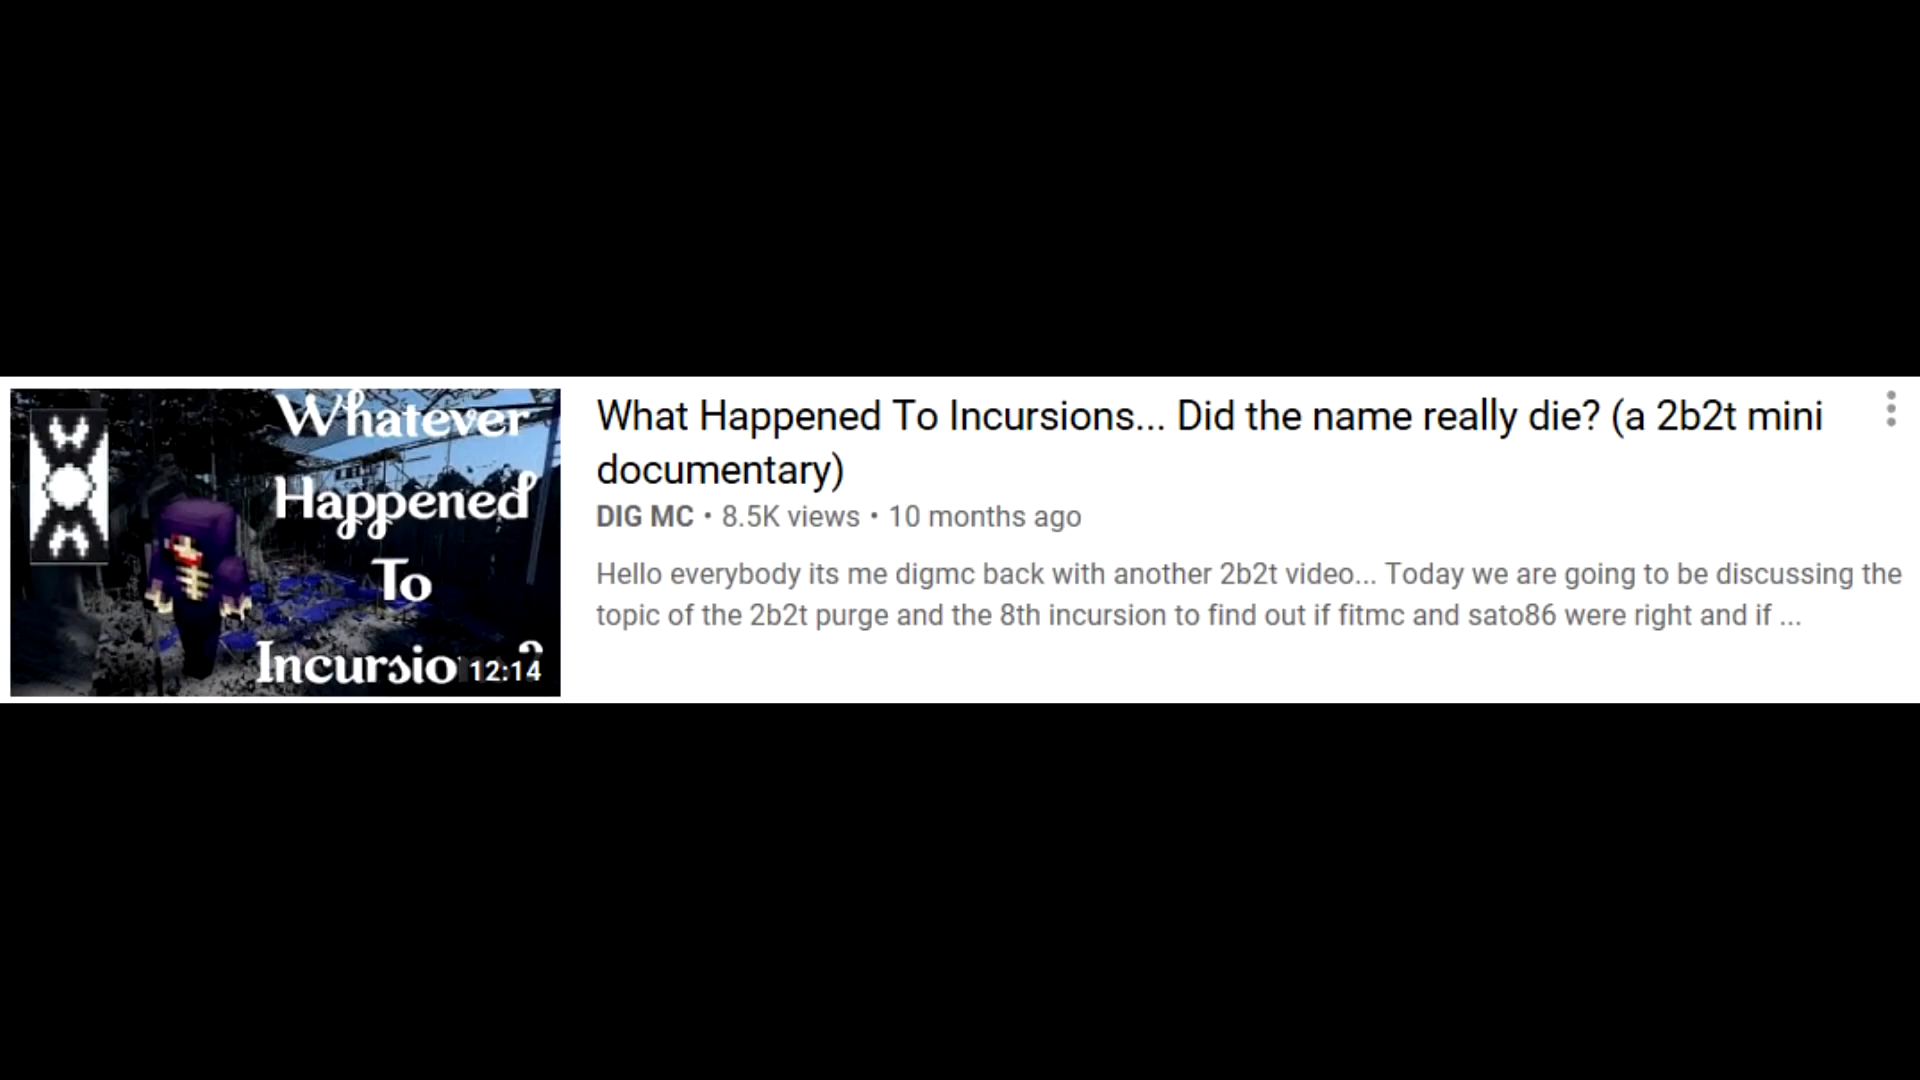 Whatever
Happened
To
Incursio
12:14
What Happened To Incursions... Did the name really die? (a 2b2t mini
documentary)
DIG MC • 8.5K views • 10 months ago
Hello everybody its me digmc back with another 2b2t video... Today we are going to be discussing the
topic of the 2b2t purge and the 8th incursion to find out if fitmc and sato86 were right and if ...